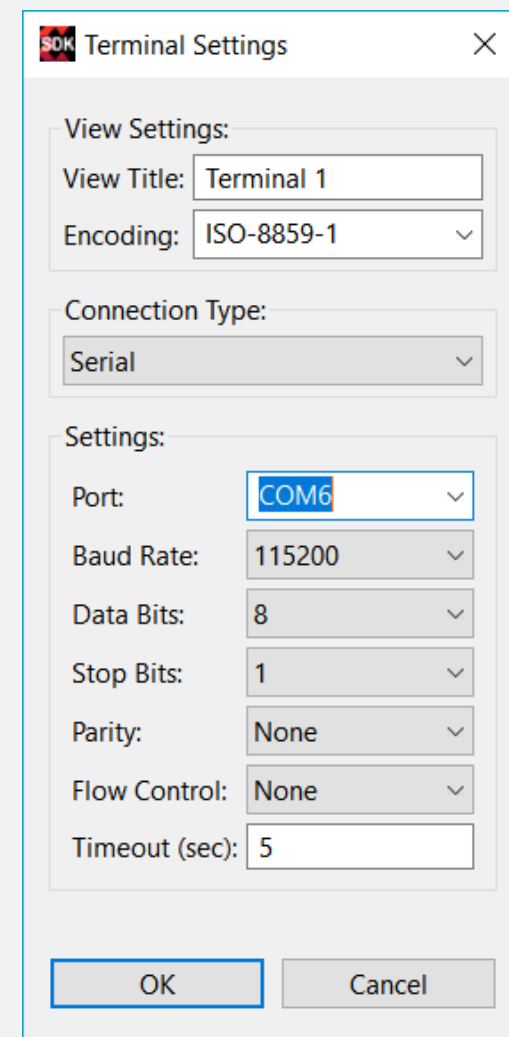 SDK Terminal Settings
View Settings:
View Title: Terminal 1
Encoding: ISO-8859-1
Connection Type:
Serial
Settings:
Port: COM6
Baud Rate: 115200
Data Bits: 8
Stop Bits: 1
Parity: None
Flow Control: None
Timeout (sec): 5
OK Cancel